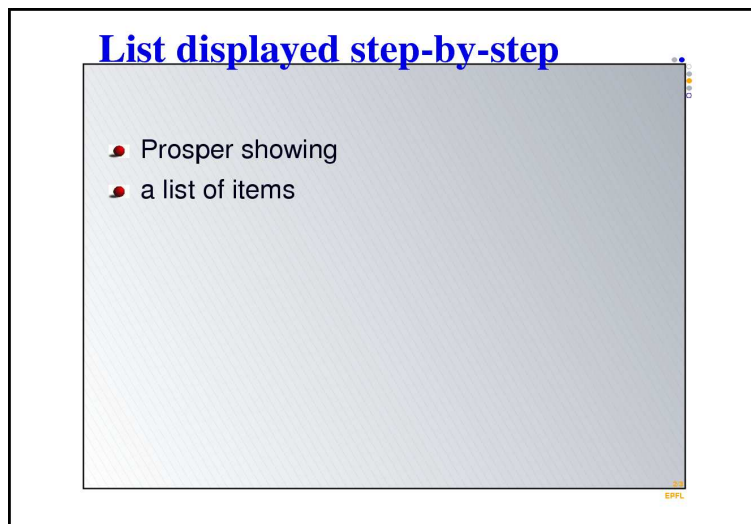 List displayed step-by-step
Prosper showing
a list of items
EPFL